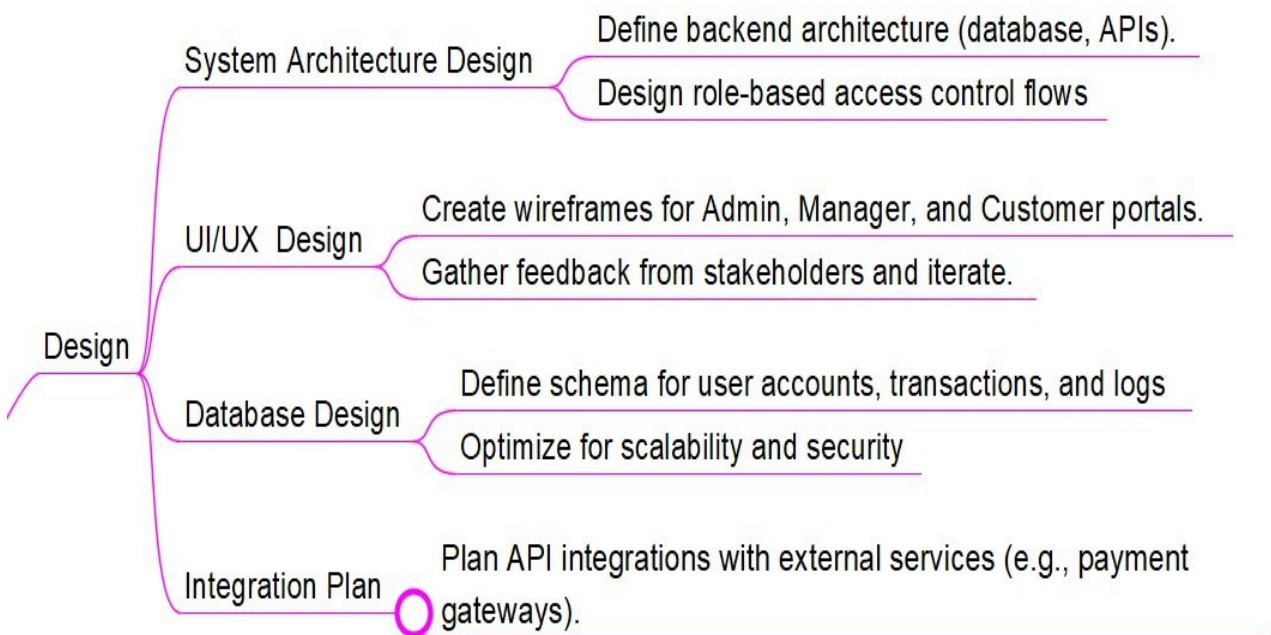 Design
System Architecture Design
Define backend architecture (database, APIs).
Design role-based access control flows
UI/UX  Design
Create wireframes for Admin, Manager, and Customer portals.
Gather feedback from stakeholders and iterate.
Database Design
Define schema for user accounts, transactions, and logs
Optimize for scalability and security
Integration Plan
Plan API integrations with external services (e.g., payment
gateways).